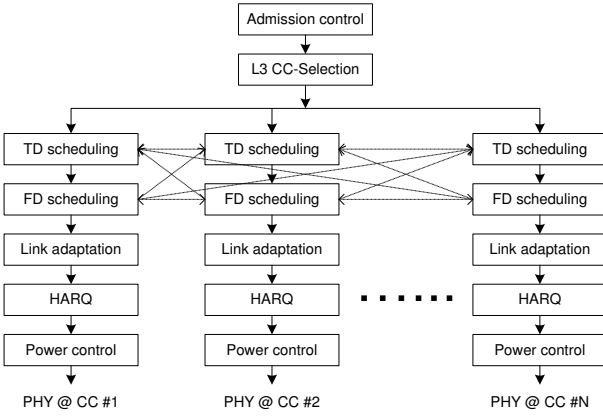 Admission control
L3 CC-Selection
TD scheduling TD scheduling TD scheduling
FD scheduling FD scheduling FD scheduling
Link adaptation Link adaptation Link adaptation
HARQ HARQ HARQ
Power control Power control Power control
PHY @ CC #1 PHY @ CC #2 PHY @ CC #N